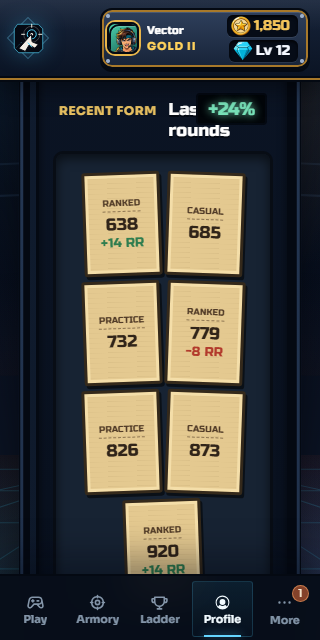 Vector
1,850
GOLD II
Lv 12
RECENT FORM
Las
+24%
rounds
RANKED
638
+14 RR
CASUAL
685
PRACTICE
732
RANKED
779
-8 RR
PRACTICE
826
CASUAL
873
RANKED
920
+14 RR
1
Play
Armory
Ladder
Profile
More